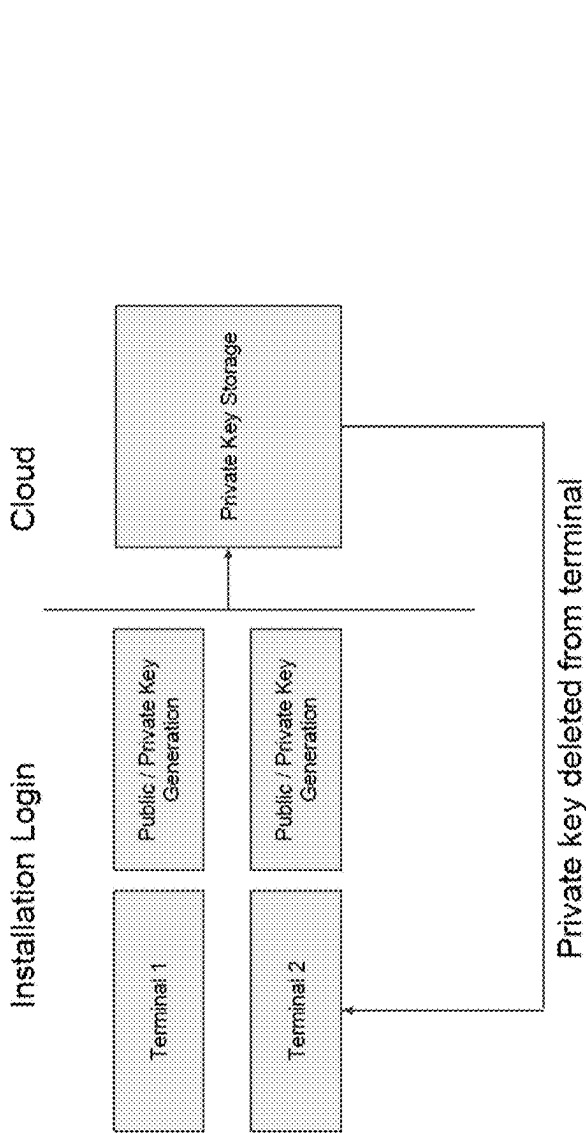 Installation Login
Cloud
Terminal 1
Public / Private Key
Generation
Private Key Storage
Terminal 2
Public / Private Key
Generation
Private key deleted from terminal